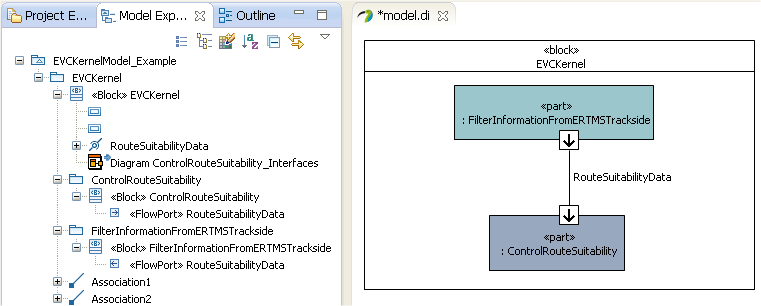 Project E...
Model Exp...
Outline
EVCKernelModel_Example
EVCKernel
«Block» EVCKernel
RouteSuitabilityData
Diagram ControlRouteSuitability_Interfaces
ControlRouteSuitability
«Block» ControlRouteSuitability
«FlowPort» RouteSuitabilityData
FilterInformationFromERTMSTrackside
«Block» FilterInformationFromERTMSTrackside
«FlowPort» RouteSuitabilityData
Association1
Association2
*model.di
«block»
EVCKernel
«part»
: FilterInformationFromERTMSTrackside
RouteSuitabilityData
«part»
: ControlRouteSuitability